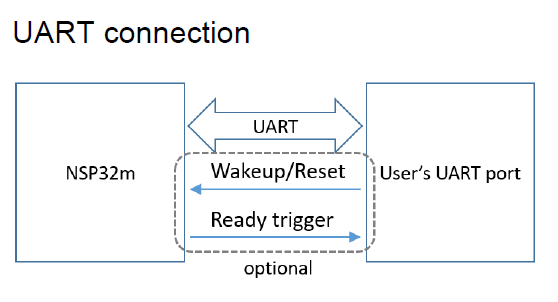 UART connection
UART
NSP32m
Wakeup/Reset
User's UART port
Ready trigger
optional